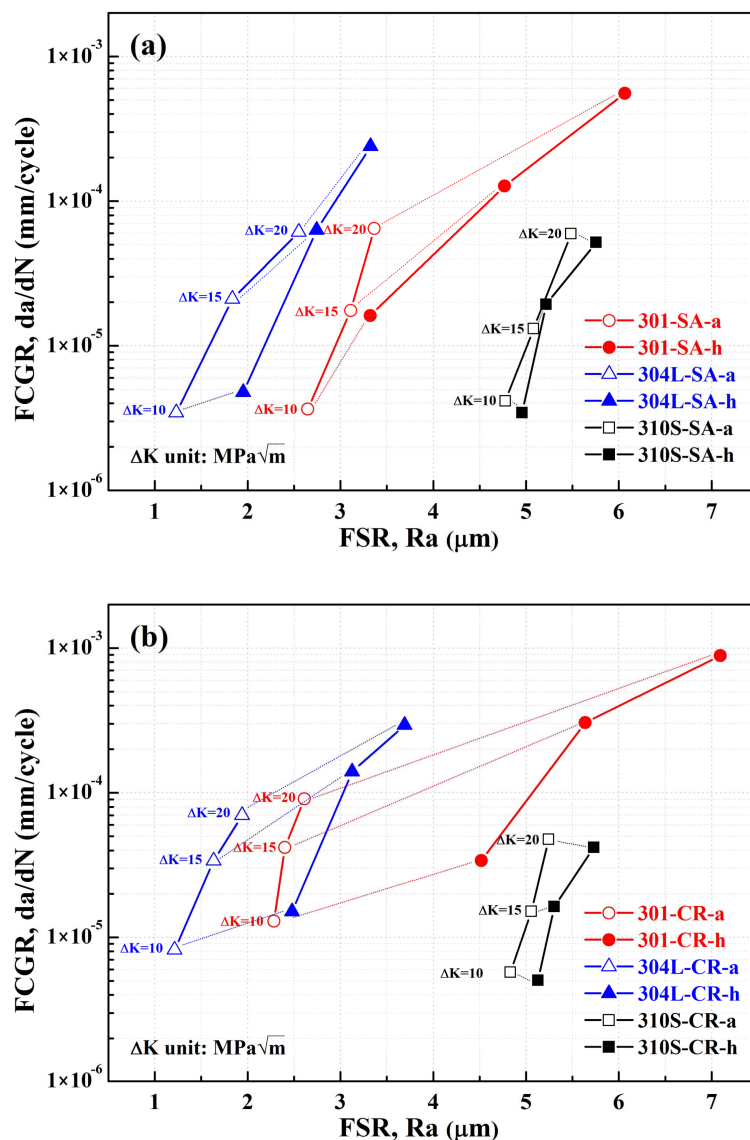 (a)
1×10⁻³
1×10⁻⁴
1×10⁻⁵
1×10⁻⁶
FCGR, da/dN (mm/cycle)
ΔK=20
ΔK=15
ΔK=10
ΔK=20
ΔK=15
ΔK=10
ΔK=20
ΔK=15
ΔK=10
301-SA-a
301-SA-h
304L-SA-a
304L-SA-h
310S-SA-a
310S-SA-h
ΔK unit: MPa√m
1 2 3 4 5 6 7
FSR, Ra (μm)
(b)
1×10⁻³
1×10⁻⁴
1×10⁻⁵
1×10⁻⁶
FCGR, da/dN (mm/cycle)
ΔK=20
ΔK=15
ΔK=10
ΔK=20
ΔK=15
ΔK=10
ΔK=20
ΔK=15
ΔK=10
301-CR-a
301-CR-h
304L-CR-a
304L-CR-h
310S-CR-a
310S-CR-h
ΔK unit: MPa√m
1 2 3 4 5 6 7
FSR, Ra (μm)